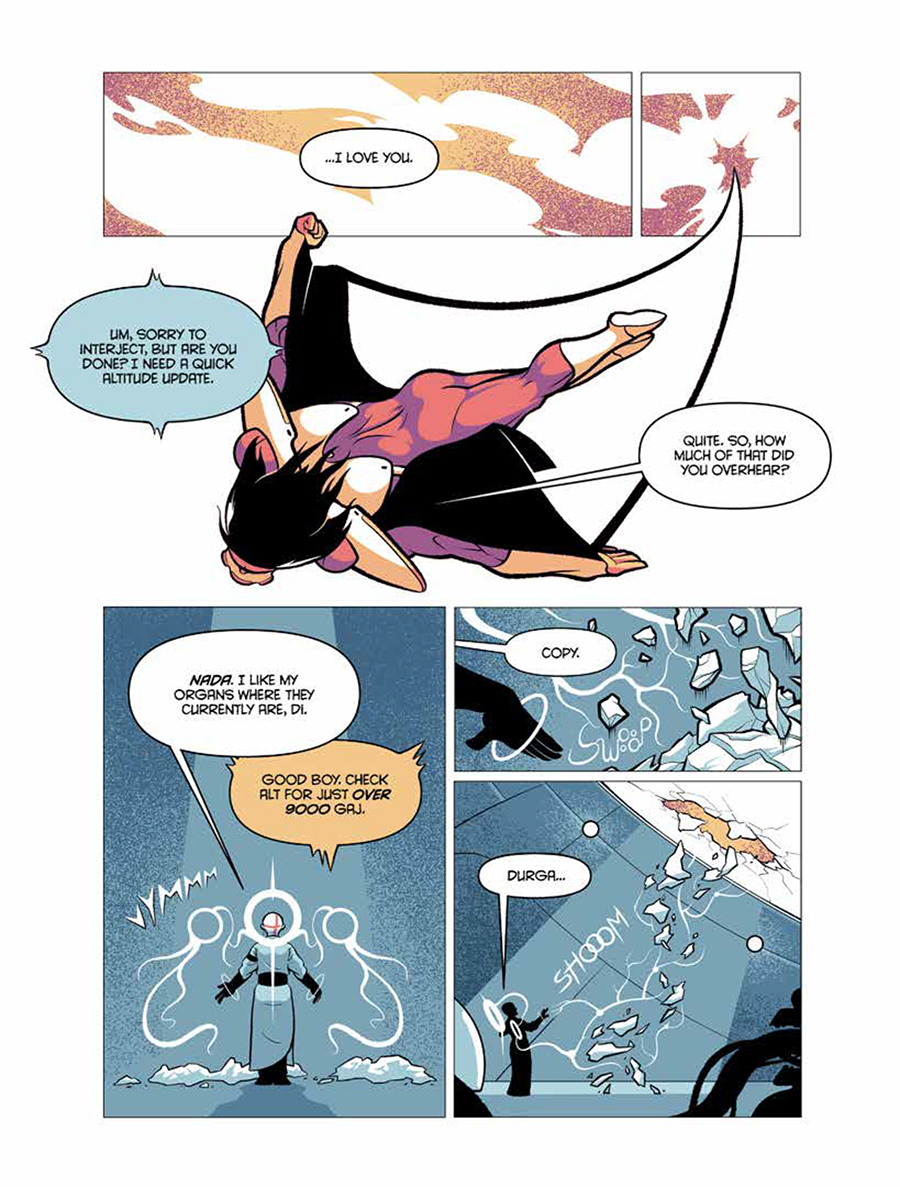 ...I LOVE YOU.
UM, SORRY TO
INTERJECT, BUT ARE YOU
DONE? I NEED A QUICK
ALTITUDE UPDATE.
QUITE. SO, HOW
MUCH OF THAT DID
YOU OVERHEAR?
NADA. I LIKE MY
ORGANS WHERE THEY
CURRENTLY ARE, DI.
GOOD BOY. CHECK
ALT FOR JUST OVER
9000 GAJ.
VYMMM
COPY.
SWOOOP
DURGA...
SHOOOM